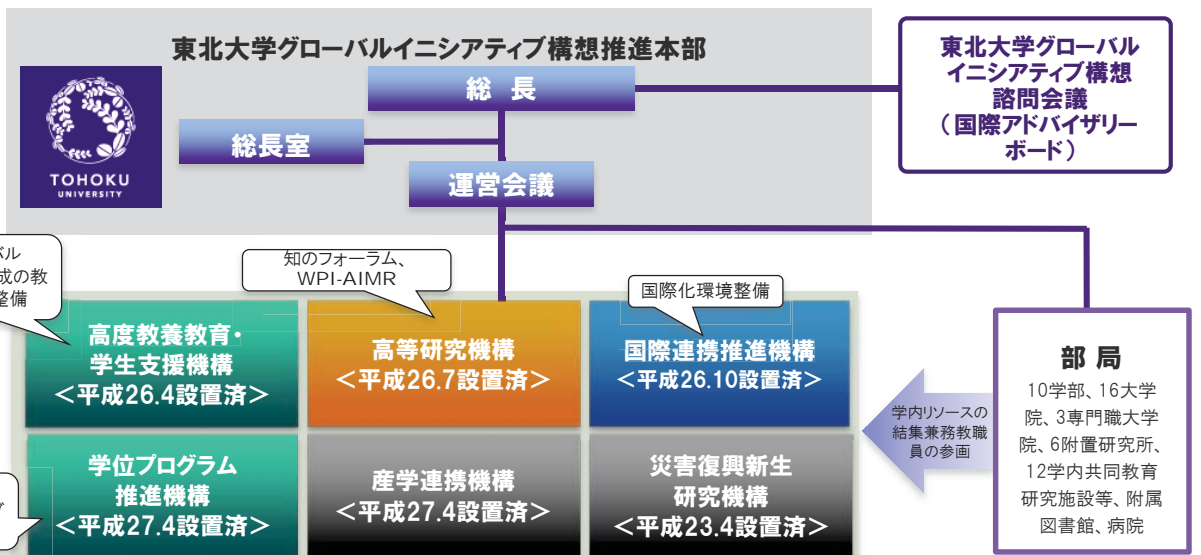 東北大学グローバルイニシアティブ構想推進本部
TOHOKU
UNIVERSITY
総 長
総長室
運営会議
東北大学グローバル
イニシアティブ構想
諮問会議
（国際アドバイザリー
ボード）
バル
成の教
整備
知のフォーラム、
WPI-AIMR
国際化環境整備
高度教養教育・
学生支援機構
＜平成26.4設置済＞
高等研究機構
＜平成26.7設置済＞
国際連携推進機構
＜平成26.10設置済＞
学位プログラム
推進機構
＜平成27.4設置済＞
産学連携機構
＜平成27.4設置済＞
災害復興新生
研究機構
＜平成23.4設置済＞
学内リソースの
結集兼務教職
員の参画
部 局
10学部、16大学
院、3専門職大学
院、6附置研究所、
12学内共同教育
研究施設等、附属
図書館、病院